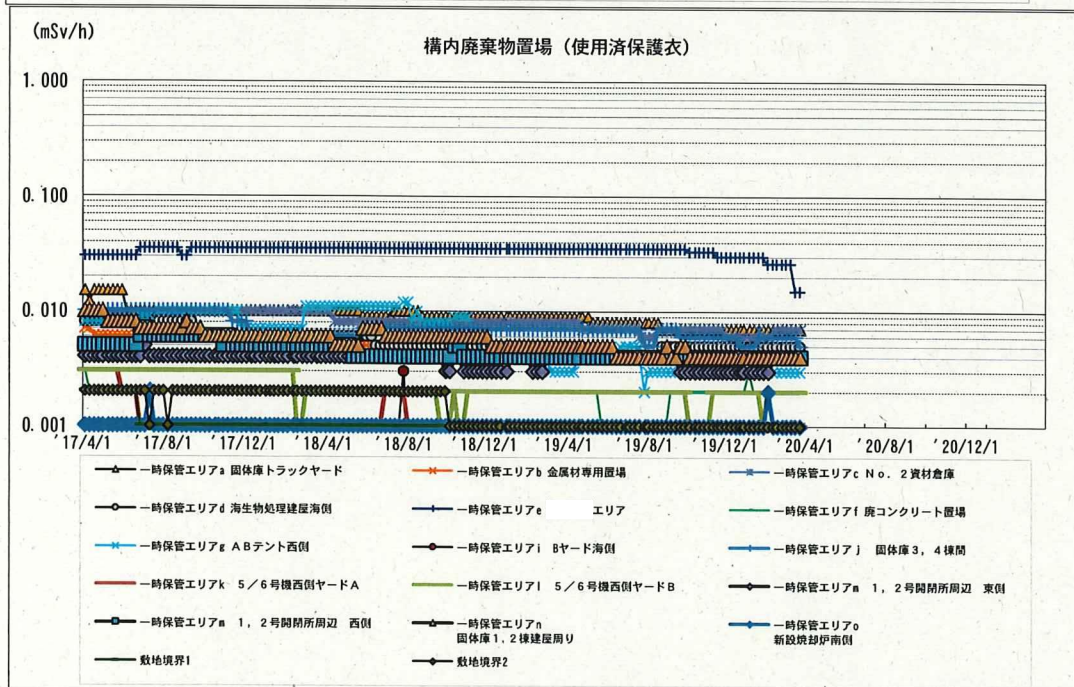 (mSv/h)
構内廃棄物置場（使用済保護衣）
1.000
0.100
0.010
0.001
'17/4/1 '17/8/1 '17/12/1 '18/4/1 '18/8/1 '18/12/1 '19/4/1 '19/8/1 '19/12/1 '20/4/1 '20/8/1 '20/12/1
一時保管エリアa 固体庫トラックヤード 一時保管エリアb 金属材専用置場 一時保管エリアc No.2資材倉庫
一時保管エリアd 海生物処理建屋海側 一時保管エリアe エリア 一時保管エリアf 廃コンクリート置場
一時保管エリアg ABテント西側 一時保管エリアi Bヤード海側 一時保管エリアj 固体庫3,4棟間
一時保管エリアk 5/6号機西側ヤードA 一時保管エリアl 5/6号機西側ヤードB 一時保管エリアm 1,2号開閉所周辺 東側
一時保管エリアm 1,2号開閉所周辺 西側 一時保管エリアn 一時保管エリアo
固体庫1,2棟建屋周り 新設焼却炉南側
敷地境界1 敷地境界2